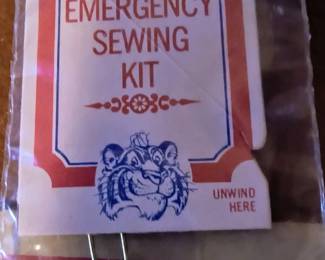 EMERGENCY
SEWING
KIT
UNWIND
HERE